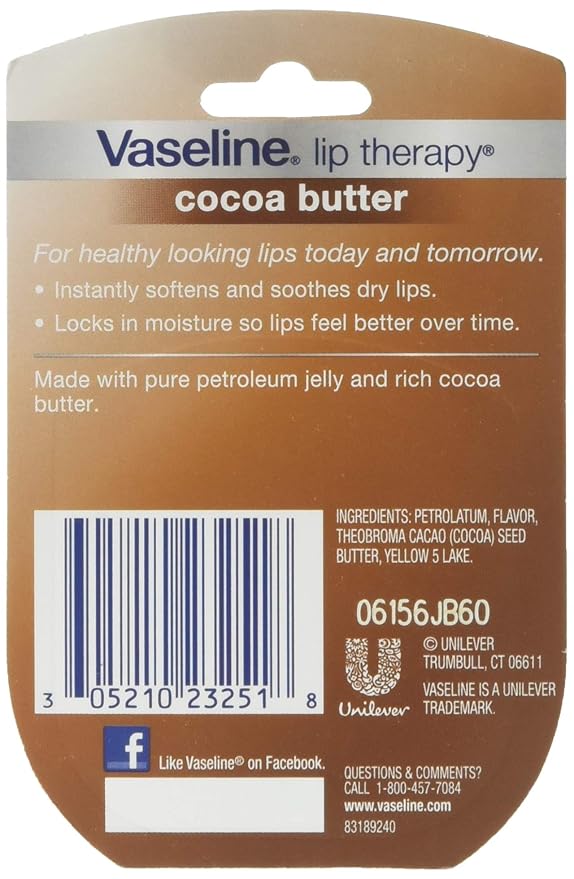 Vaseline® lip therapy®
cocoa butter
For healthy looking lips today and tomorrow.
• Instantly softens and soothes dry lips.
• Locks in moisture so lips feel better over time.
Made with pure petroleum jelly and rich cocoa
butter.
INGREDIENTS: PETROLATUM, FLAVOR,
THEOBROMA CACAO (COCOA) SEED
BUTTER, YELLOW 5 LAKE.
06156JB60
© UNILEVER
TRUMBULL, CT 06611
VASELINE IS A UNILEVER
TRADEMARK.
Unilever
3 05210 23251 8
f Like Vaseline® on Facebook.
QUESTIONS & COMMENTS?
CALL 1-800-457-7084
www.vaseline.com
83189240